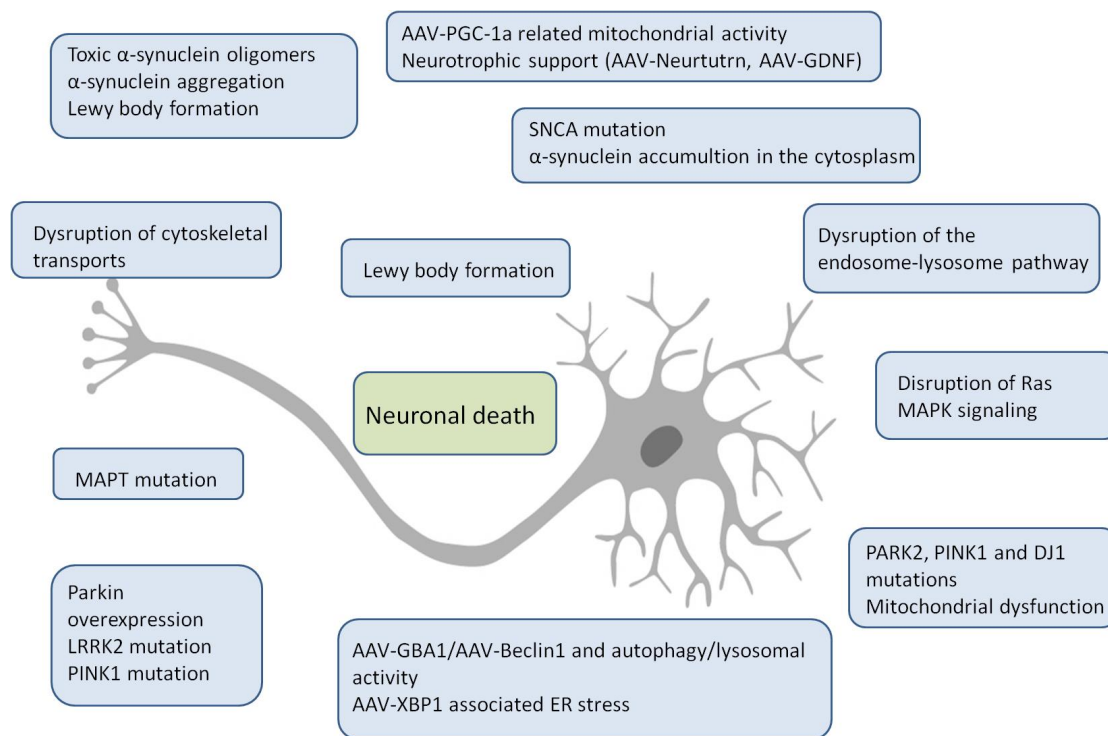 Toxic α-synuclein oligomers
α-synuclein aggregation
Lewy body formation
AAV-PGC-1a related mitochondrial activity
Neurotrophic support (AAV-Neurtutrn, AAV-GDNF)
SNCA mutation
α-synuclein accumultion in the cytoplasm
Dysruption of cytoskeletal
transports
Lewy body formation
Dysruption of the
endosome-lysosome pathway
Neuronal death
Disruption of Ras
MAPK signaling
MAPT mutation
Parkin
overexpression
LRRK2 mutation
PINK1 mutation
AAV-GBA1/AAV-Beclin1 and autophagy/lysosomal
activity
AAV-XBP1 associated ER stress
PARK2, PINK1 and DJ1
mutations
Mitochondrial dysfunction